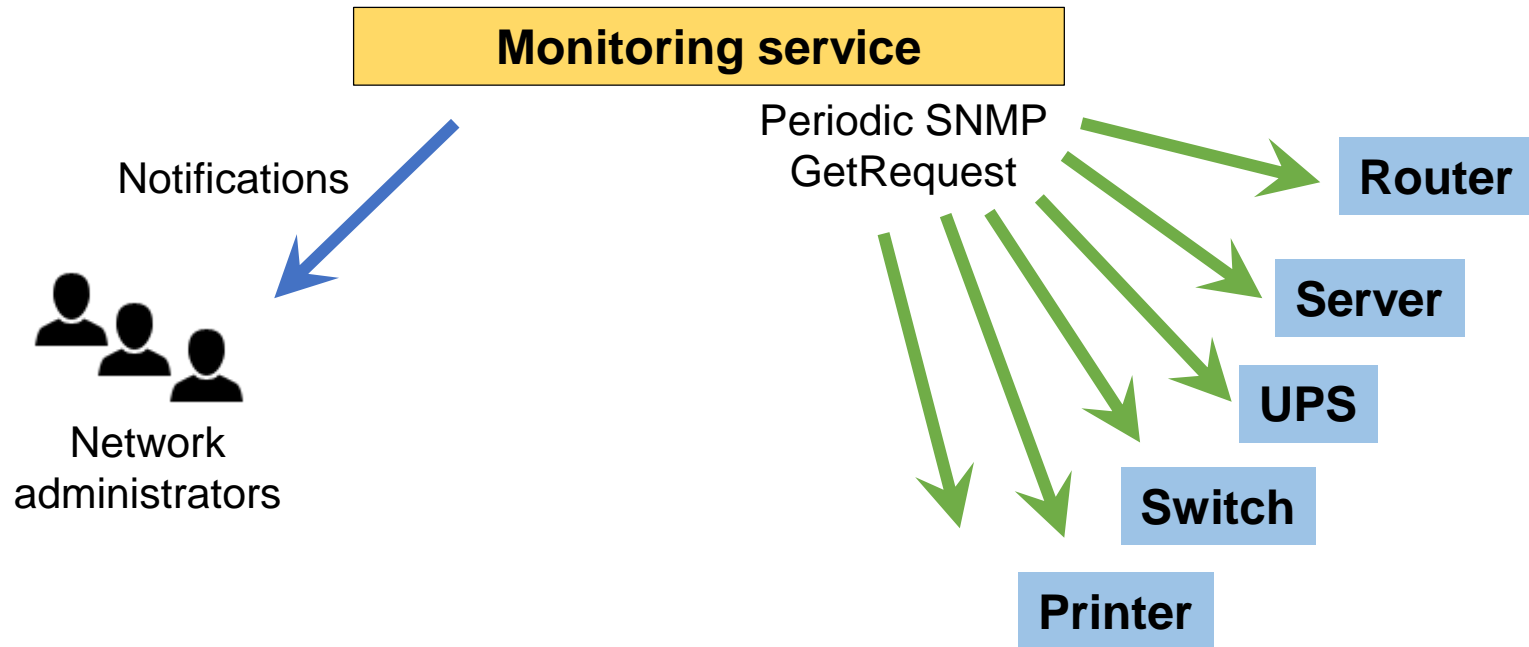 Monitoring service
Periodic SNMP
GetRequest
Notifications
Router
Server
UPS
Network
administrators
Switch
Printer